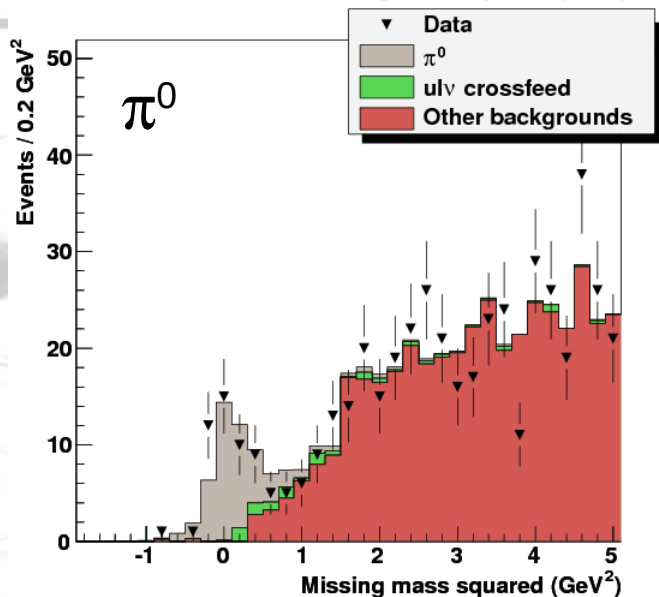 Data
π⁰
ulν crossfeed
Other backgrounds
π⁰
Events / 0.2 GeV²
50
40
30
20
10
0
-1 0 1 2 3 4 5
Missing mass squared (GeV²)